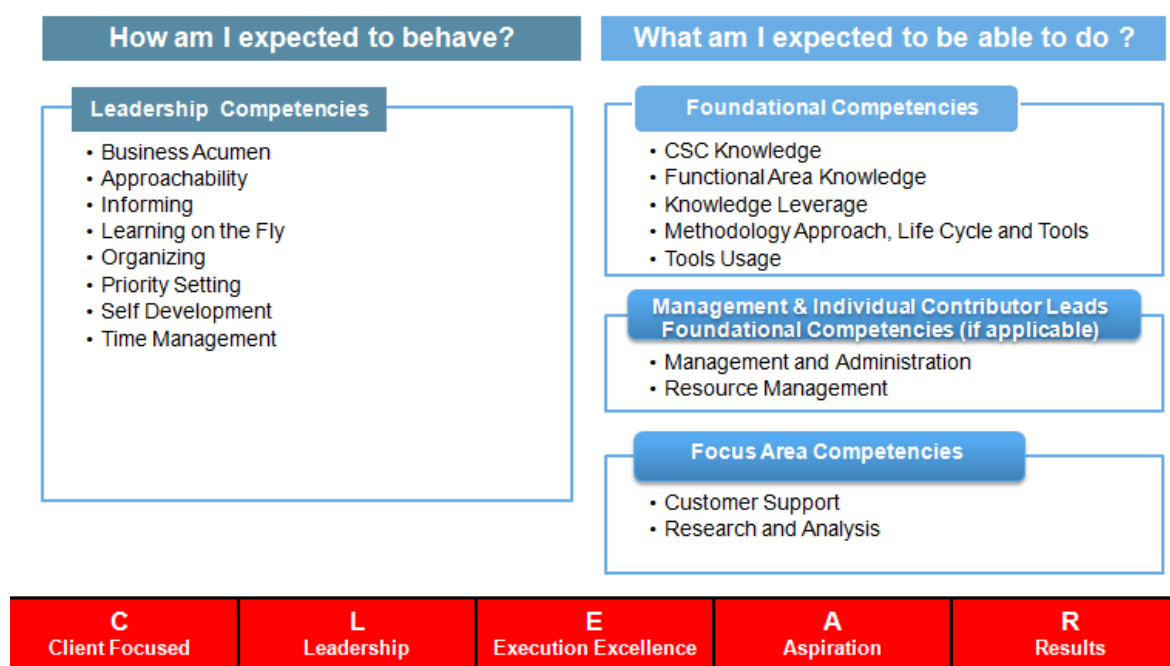 How am I expected to behave?
Leadership Competencies
• Business Acumen
• Approachability
• Informing
• Learning on the Fly
• Organizing
• Priority Setting
• Self Development
• Time Management
What am I expected to be able to do ?
Foundational Competencies
• CSC Knowledge
• Functional Area Knowledge
• Knowledge Leverage
• Methodology Approach, Life Cycle and Tools
• Tools Usage
Management & Individual Contributor Leads
Foundational Competencies (if applicable)
• Management and Administration
• Resource Management
Focus Area Competencies
• Customer Support
• Research and Analysis
C
Client Focused
L
Leadership
E
Execution Excellence
A
Aspiration
R
Results